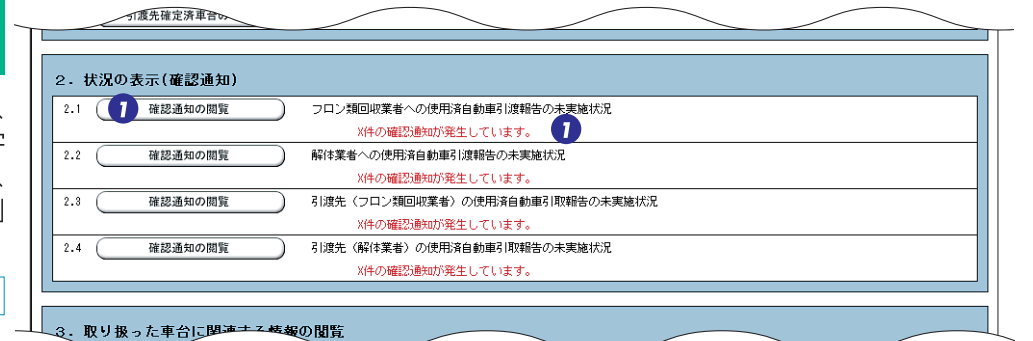 引渡先確定済車台の
2．状況の表示(確認通知)
2.1 確認通知の閲覧 フロン類回収業者への使用済自動車引渡報告の未実施状況
1
X件の確認通知が発生しています。 1
2.2 確認通知の閲覧 解体業者への使用済自動車引渡報告の未実施状況
X件の確認通知が発生しています。
2.3 確認通知の閲覧 引渡先（フロン類回収業者）の使用済自動車引取報告の未実施状況
X件の確認通知が発生しています。
2.4 確認通知の閲覧 引渡先（解体業者）の使用済自動車引取報告の未実施状況
X件の確認通知が発生しています。
3．取り扱った車台に関連する情報の閲覧